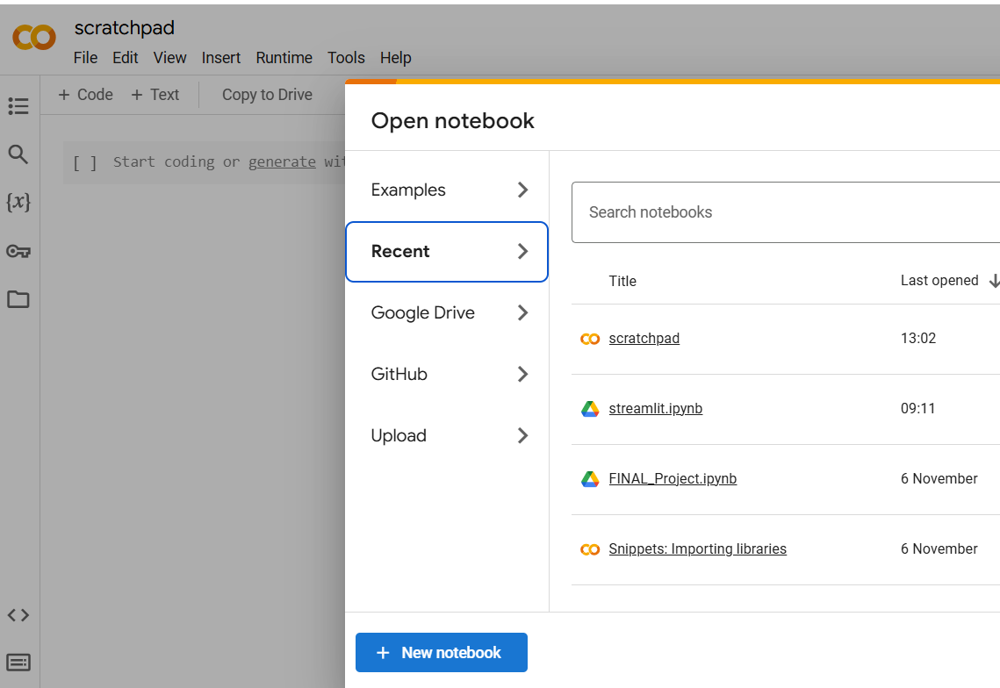 scratchpad
File Edit View Insert Runtime Tools Help
+ Code + Text Copy to Drive
[ ] Start coding or generate
Open notebook
Examples
Recent
Google Drive
GitHub
Upload
Search notebooks
Title Last opened
scratchpad 13:02
streamlit.ipynb 09:11
FINAL_Project.ipynb 6 November
Snippets: Importing libraries 6 November
+ New notebook